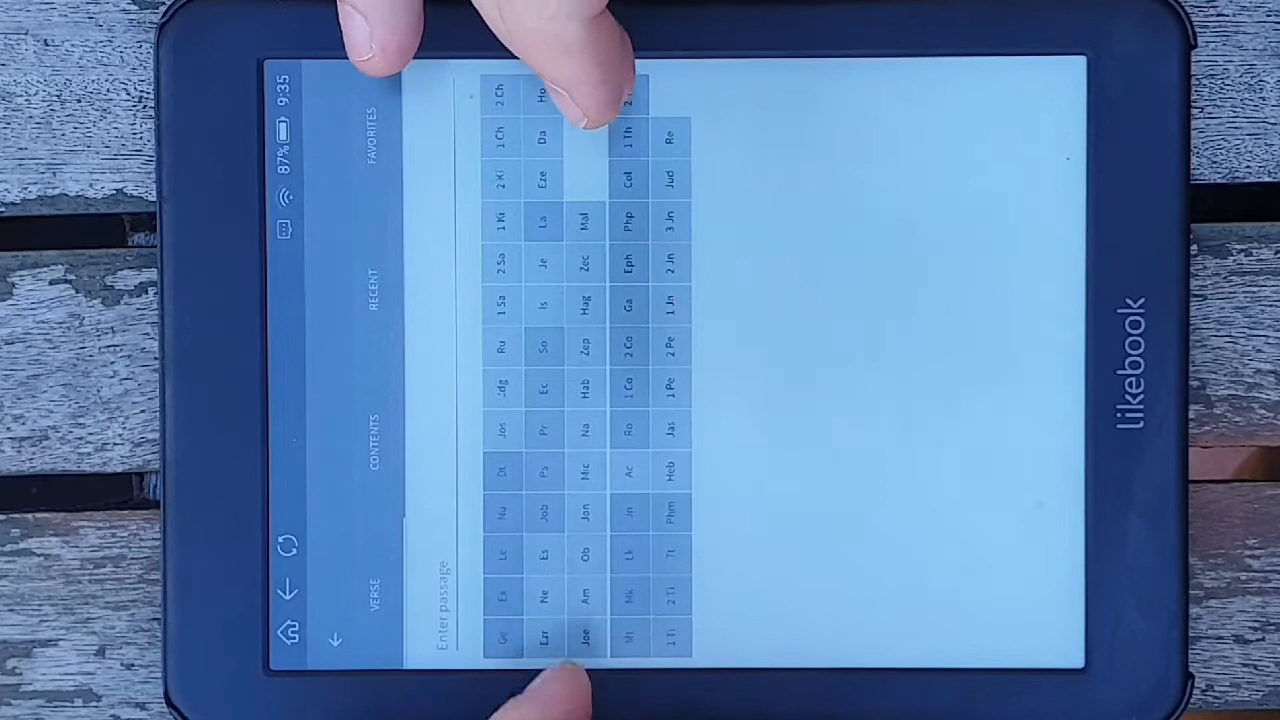 87% 9:35
VERSE CONTENTS RECENT FAVORITES
Enter passage
Ge Ex Le Nu Dt Jos Jdg Ru 1 Sa 2 Sa 1 Ki 2 Ki 1 Ch 2 Ch
Ezr Ne Es Job Ps Pr Ec So Is Je La Eze Da Ho
Joe Am Ob Jon Mic Na Hab Zep Hag Zec Mal
Mt Mk Lk Jn Ac Ro 1 Co 2 Co Ga Eph Php Col 1 Th
1 Ti 2 Ti Tt Phm Heb Jas 1 Pe 2 Pe 1 Jn 2 Jn 3 Jn Jud Re
likebook